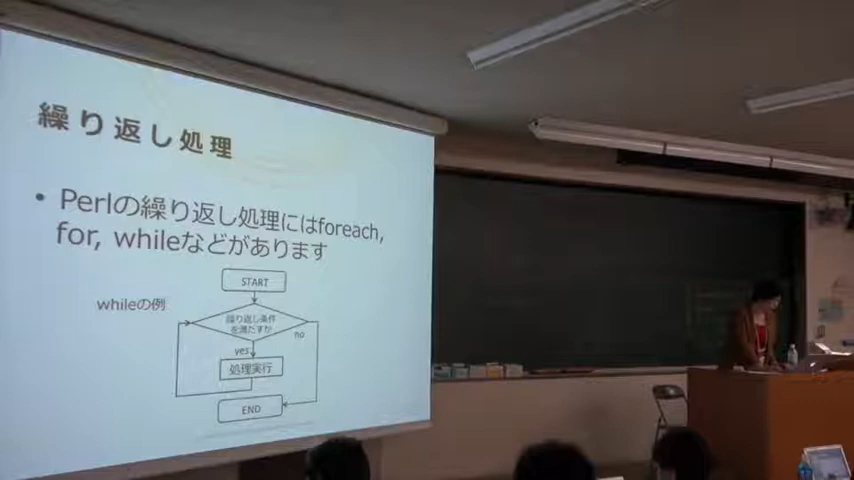 繰り返し処理
• Perlの繰り返し処理にはforeach,
for, whileなどがあります
whileの例
START
繰り返し条件
を満たすか
no
yes
処理実行
END